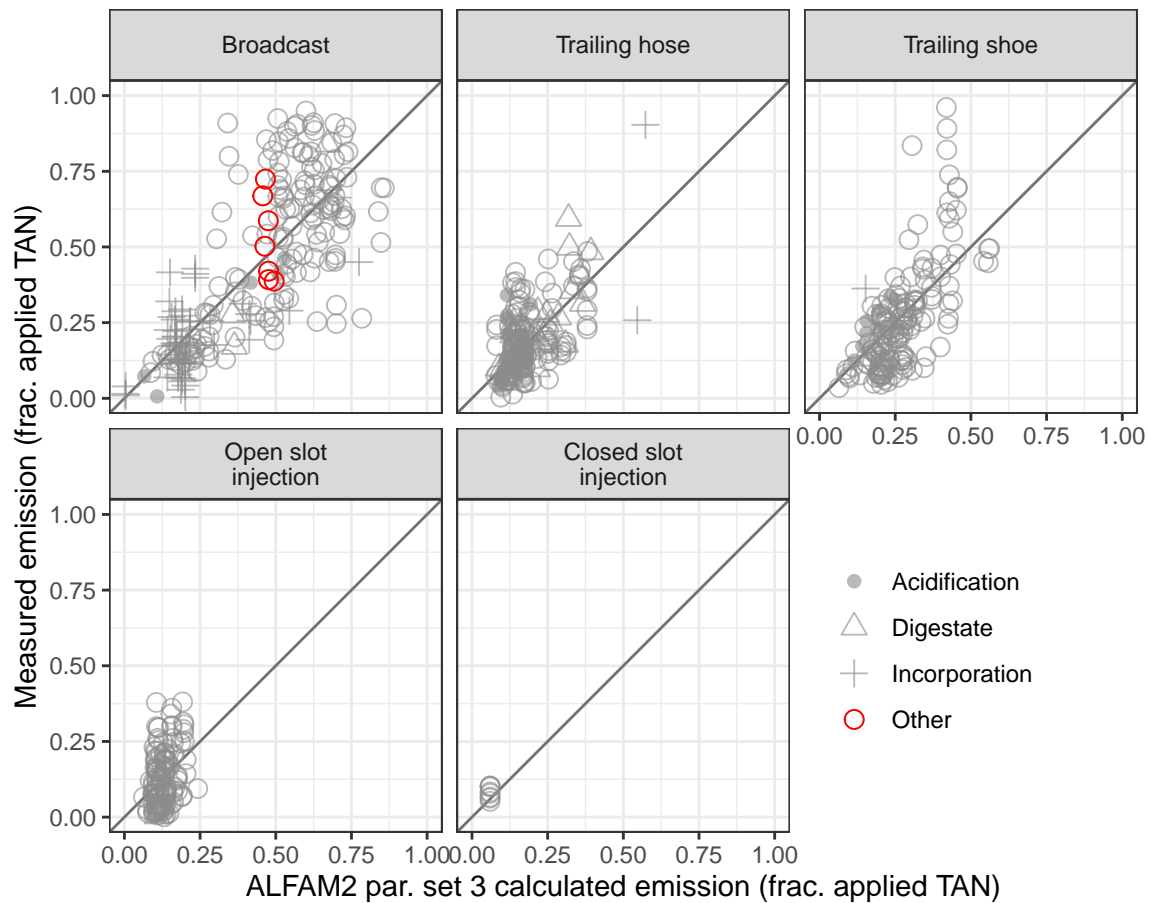 Broadcast
Trailing hose
Trailing shoe
1.00
0.75
0.50
0.25
0.00
0.00 0.25 0.50 0.75 1.00
Open slot
injection
Closed slot
injection
1.00
0.75
0.50
0.25
0.00
0.00 0.25 0.50 0.75 1.00
0.00 0.25 0.50 0.75 1.00
Measured emission (frac. applied TAN)
ALFAM2 par. set 3 calculated emission (frac. applied TAN)
Acidification
Digestate
Incorporation
Other